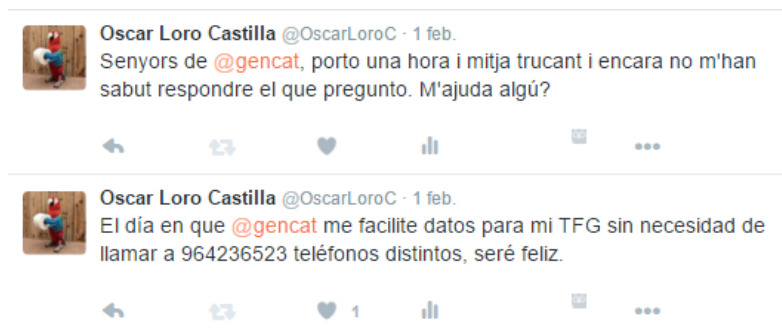 Oscar Loro Castilla @OscarLoroC · 1 feb.
Senyors de @gencat, porto una hora i mitja trucant i encara no m'han
sabut respondre el que pregunto. M'ajuda algú?
Oscar Loro Castilla @OscarLoroC · 1 feb.
El día en que @gencat me facilite datos para mi TFG sin necesidad de
llamar a 964236523 teléfonos distintos, seré feliz.
1